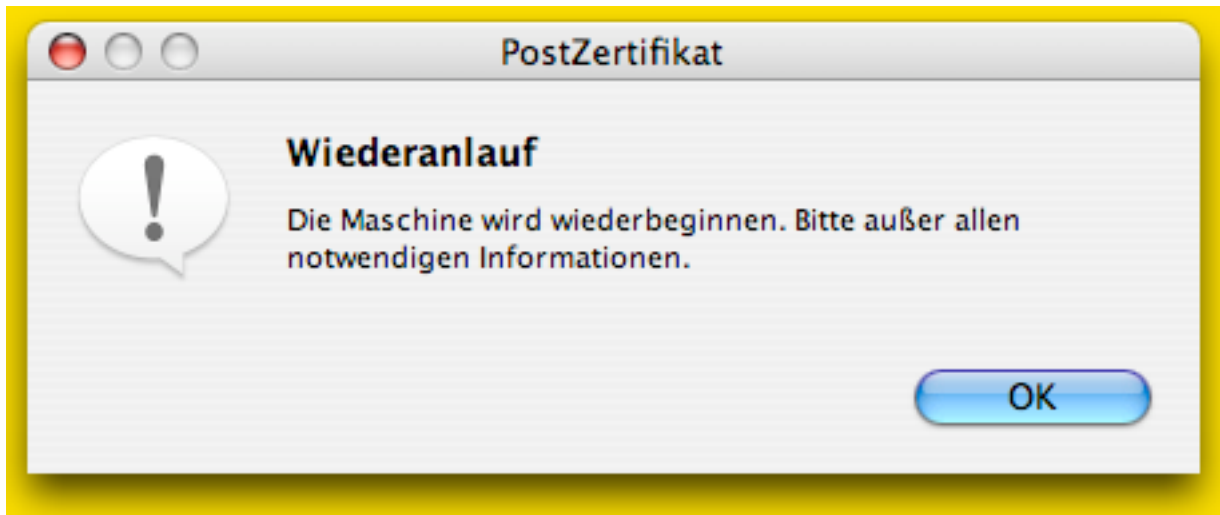 PostZertifikat
Wiederanlauf
Die Maschine wird wiederbeginnen. Bitte außer allen
notwendigen Informationen.
OK